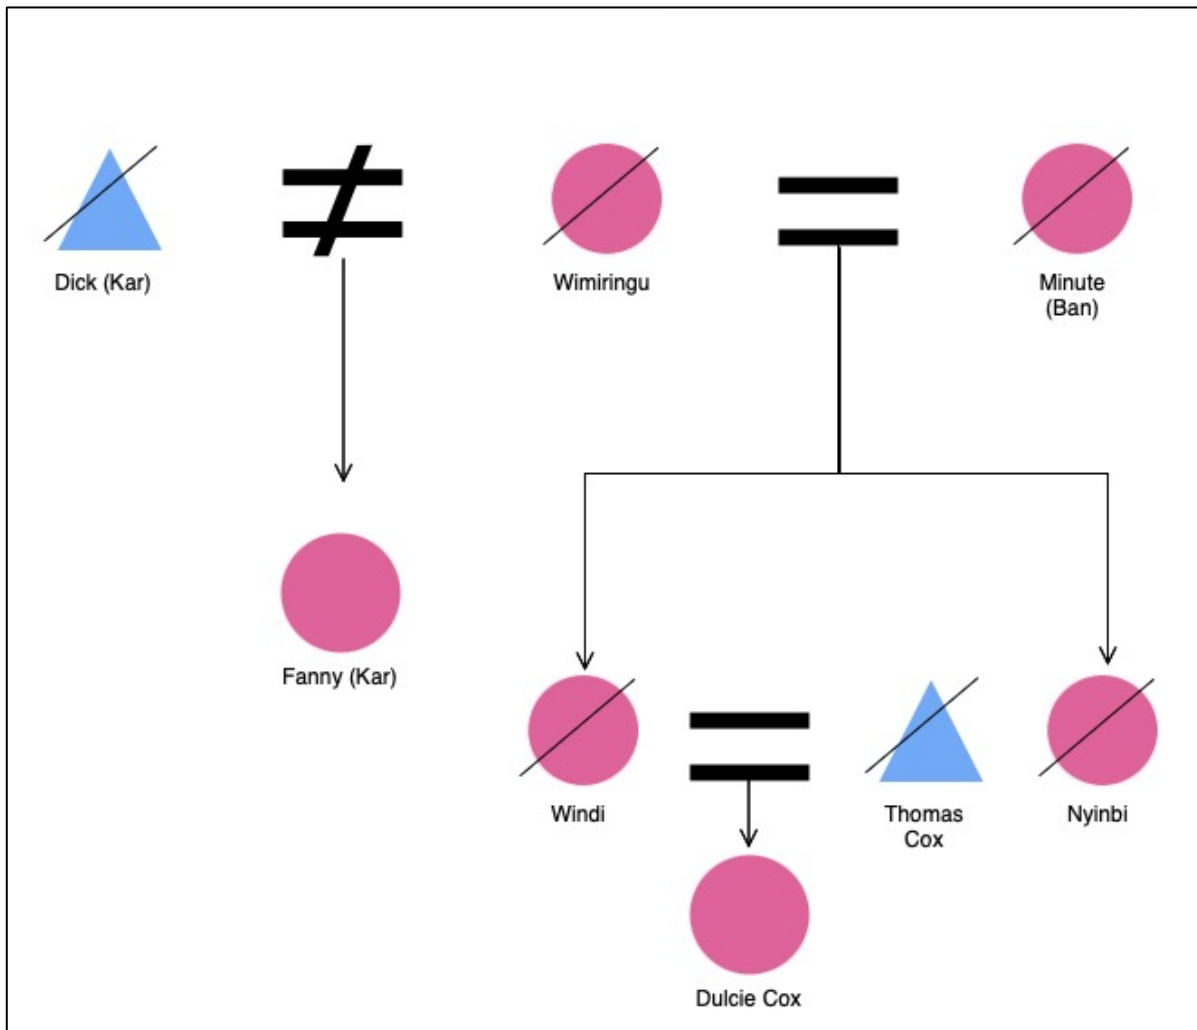 Dick (Kar)
Wimiringu
Minute
(Ban)
Fanny (Kar)
Windi
Thomas
Cox
Nyinbi
Dulcie Cox